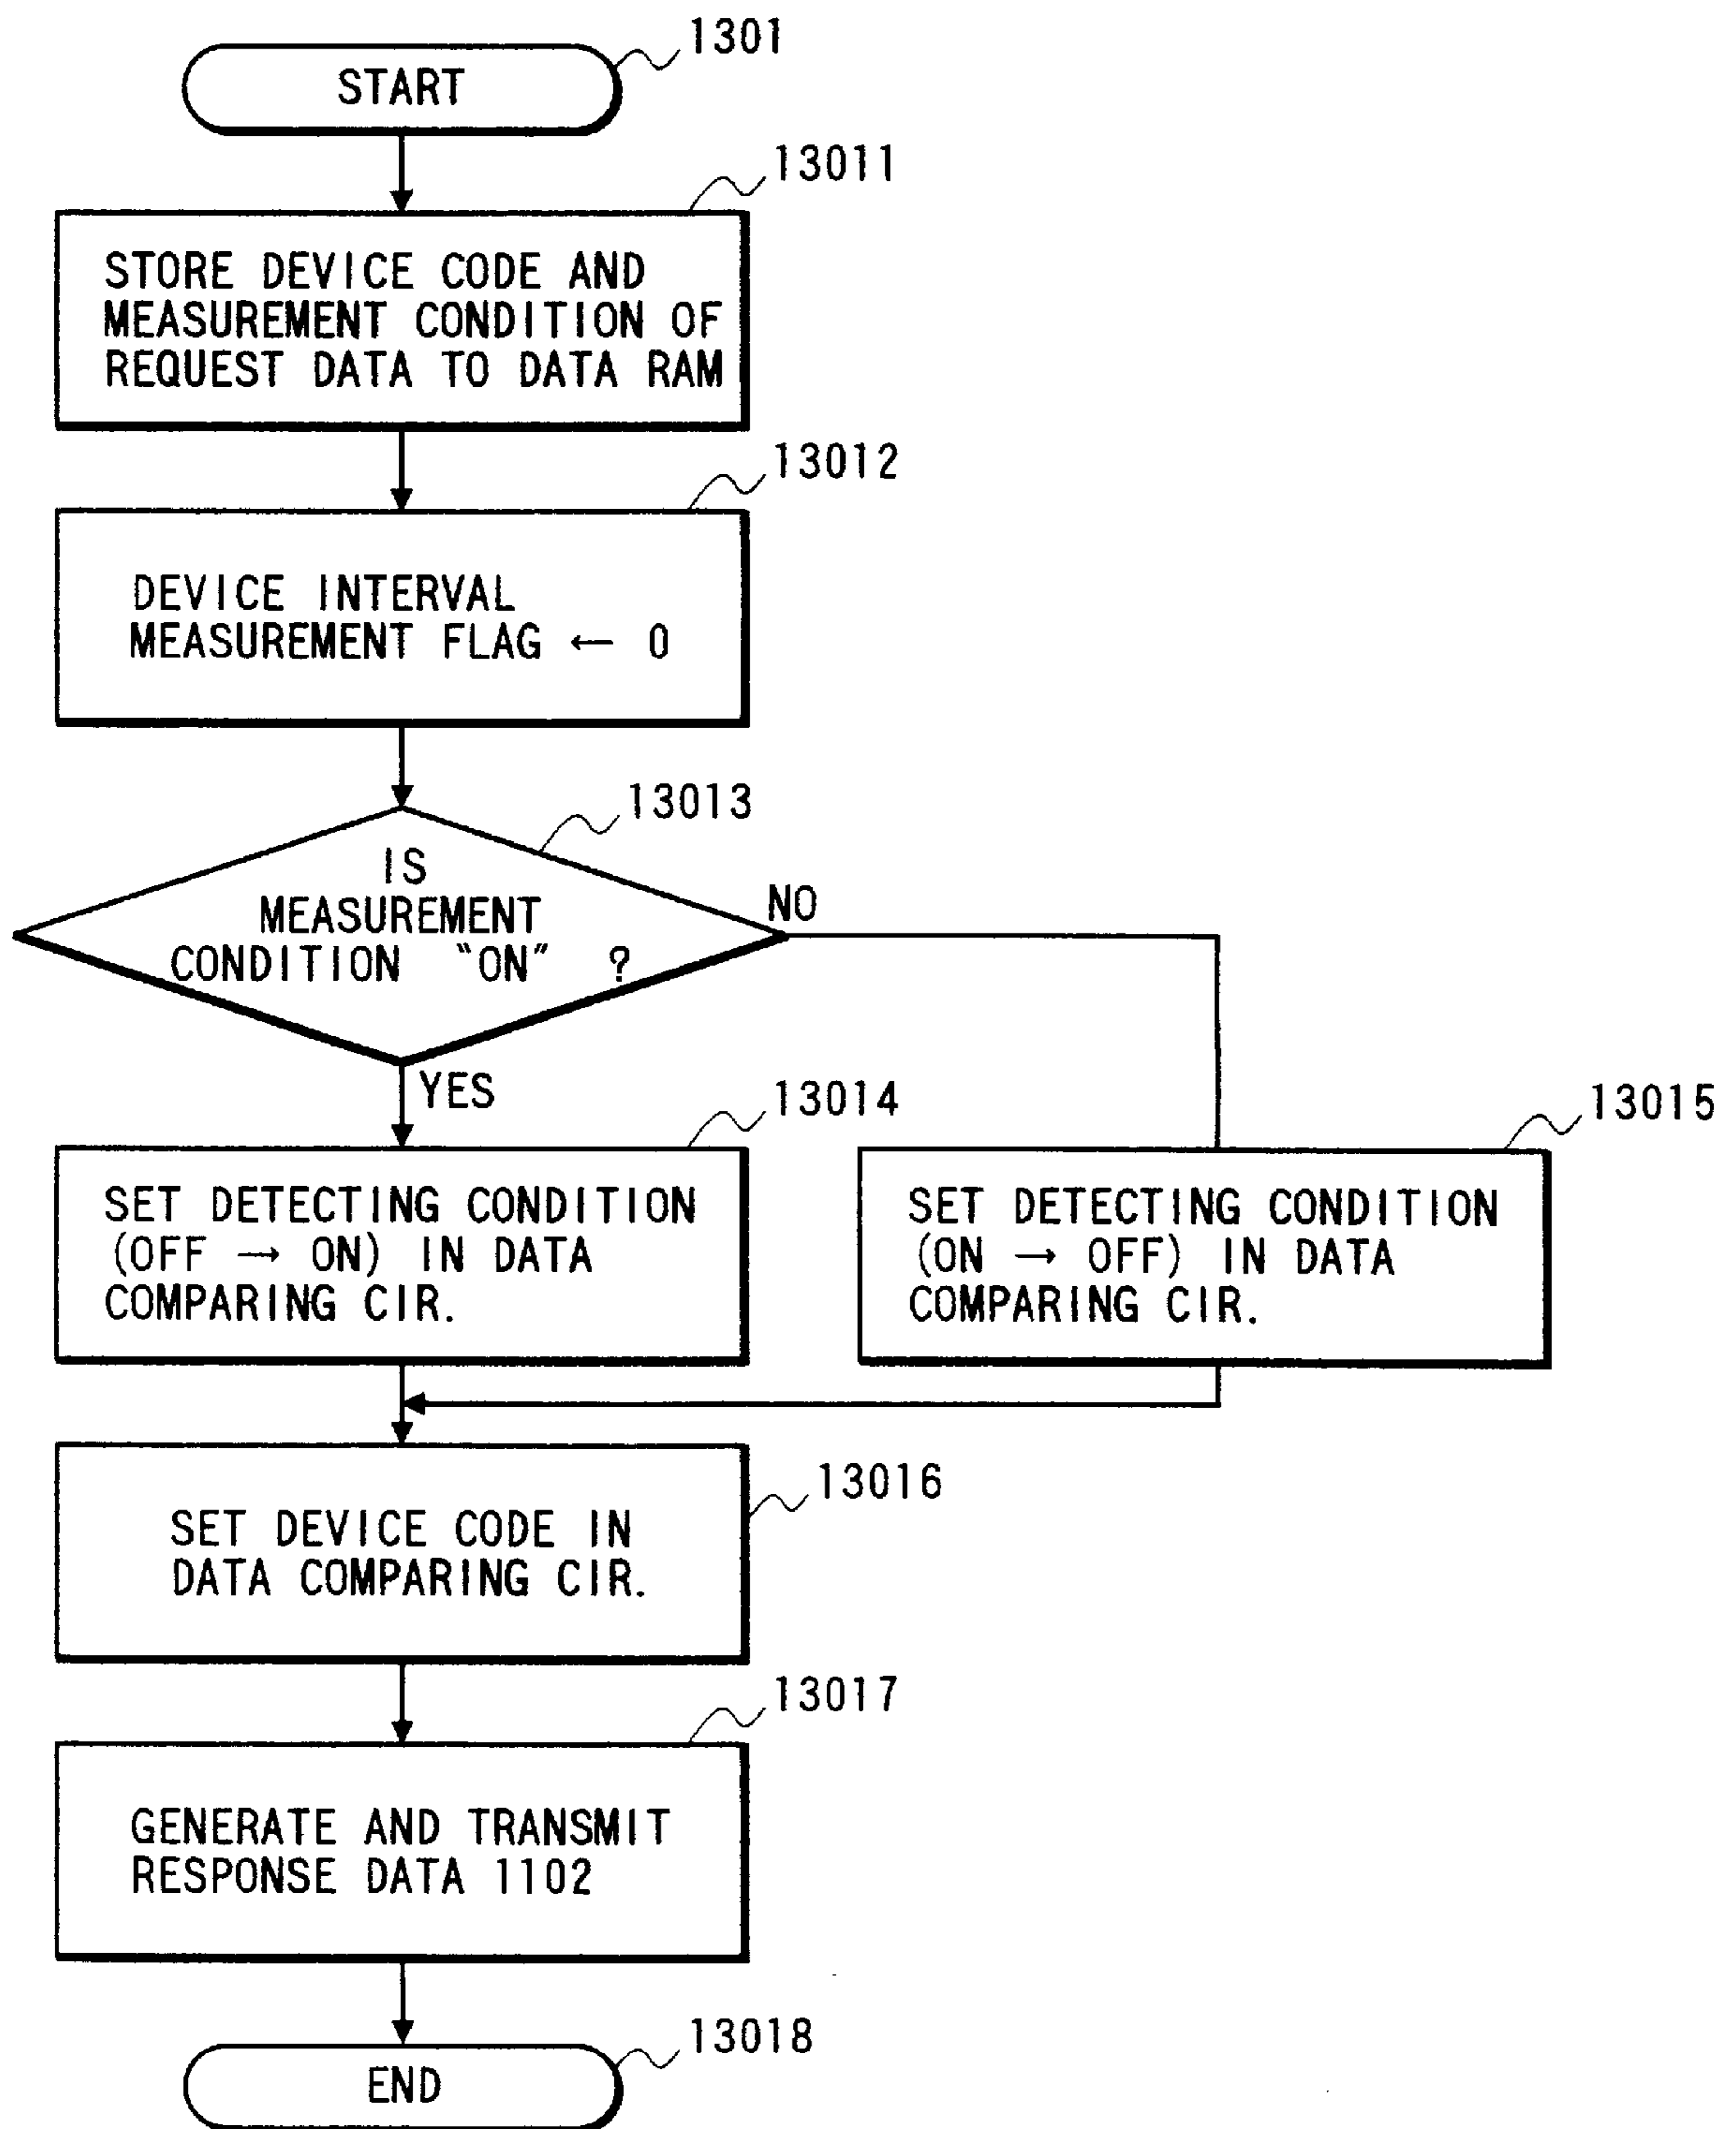 1301
START
13011
STORE DEVICE CODE AND
MEASUREMENT CONDITION OF
REQUEST DATA TO DATA RAM
13012
DEVICE INTERVAL
MEASUREMENT FLAG ← 0
13013
IS
MEASUREMENT
CONDITION "ON" ?
NO
YES
13014
SET DETECTING CONDITION
(OFF → ON) IN DATA
COMPARING CIR.
13015
SET DETECTING CONDITION
(ON → OFF) IN DATA
COMPARING CIR.
13016
SET DEVICE CODE IN
DATA COMPARING CIR.
13017
GENERATE AND TRANSMIT
RESPONSE DATA 1102
13018
END